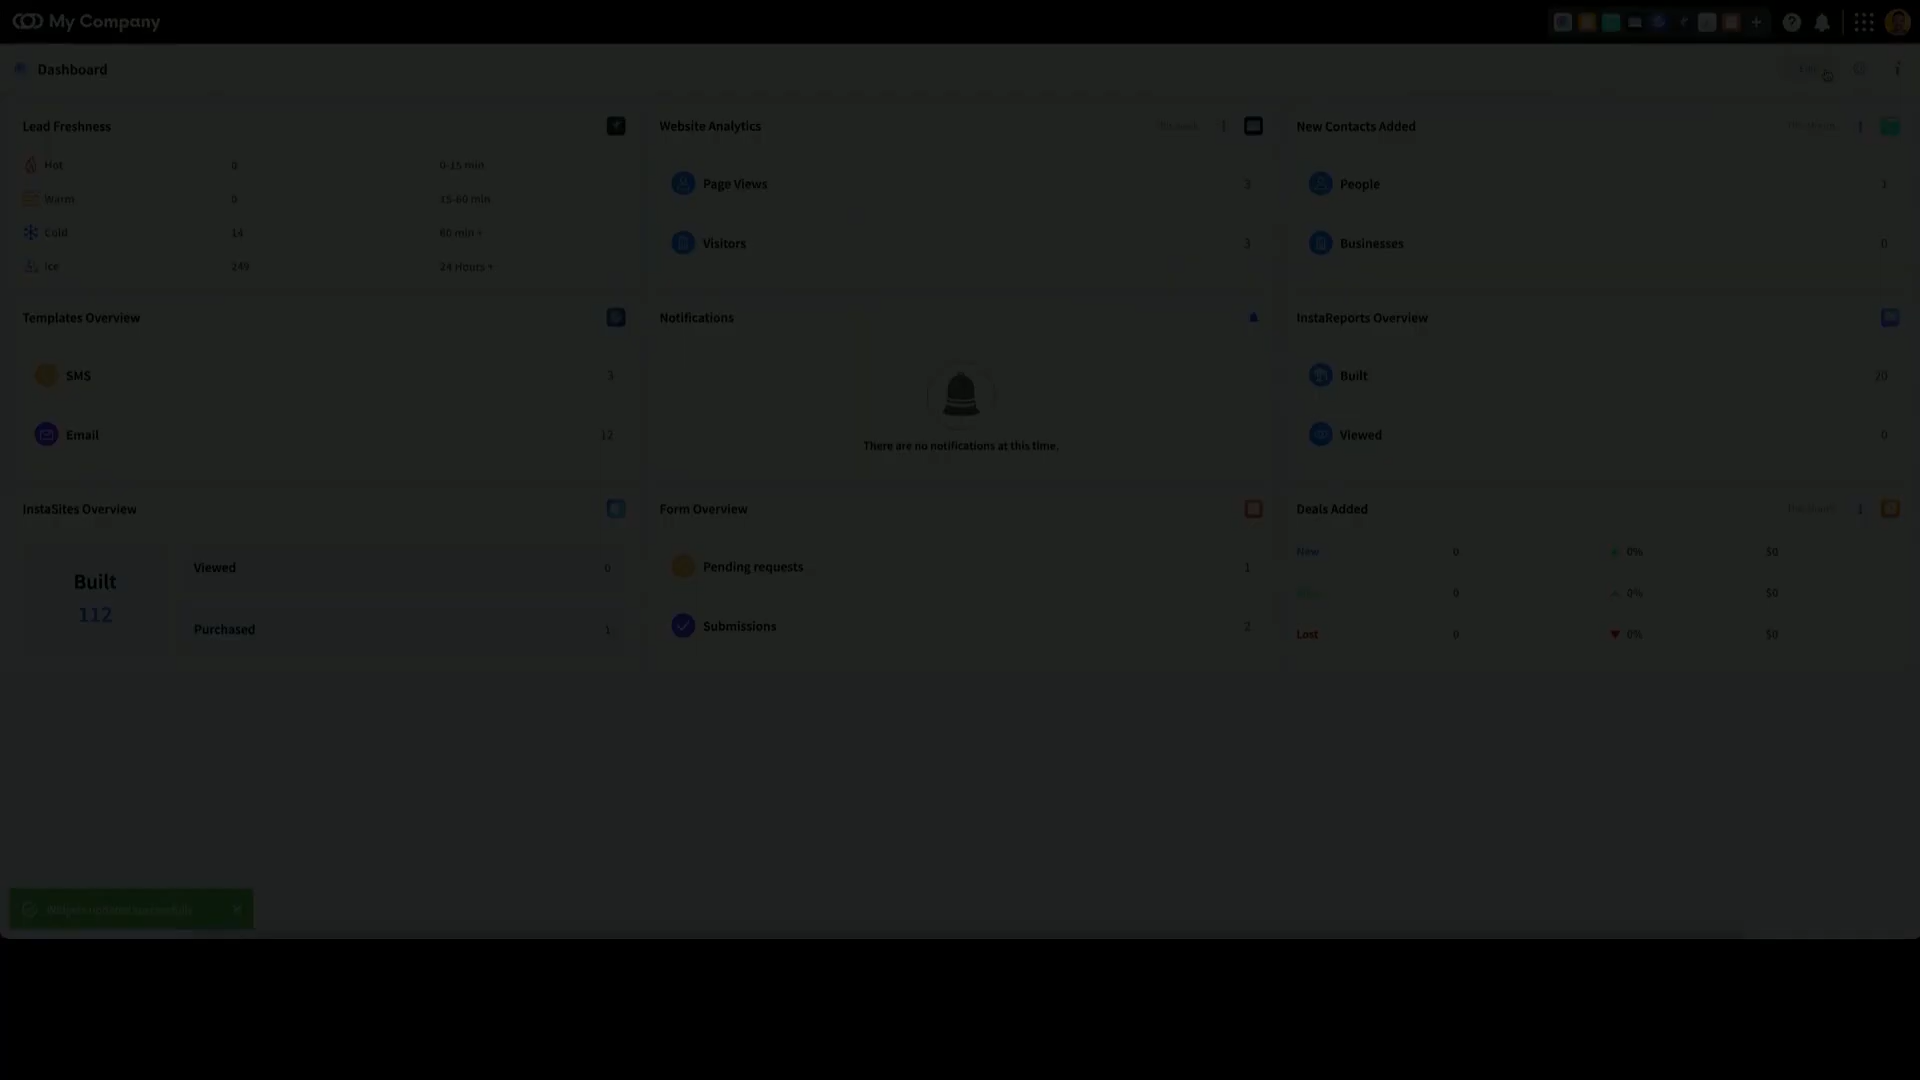 My Company
Dashboard
Lead Freshness
Hot 0 0-15 min
Warm 0 15-60 min
Cold 14 60 min +
Ice 249 24 Hours +
Website Analytics
Page Views 3
Visitors 3
New Contacts Added
People 1
Businesses 0
Templates Overview
SMS 3
Email 12
Notifications
There are no notifications at this time.
InstaReports Overview
Built 20
Viewed 0
InstaSites Overview
Built
112
Viewed 0
Purchased 1
Form Overview
Pending requests 1
Submissions 2
Deals Added
New 0 0% $0
0 0% $0
Lost 0 0% $0
Widgets updated successfully